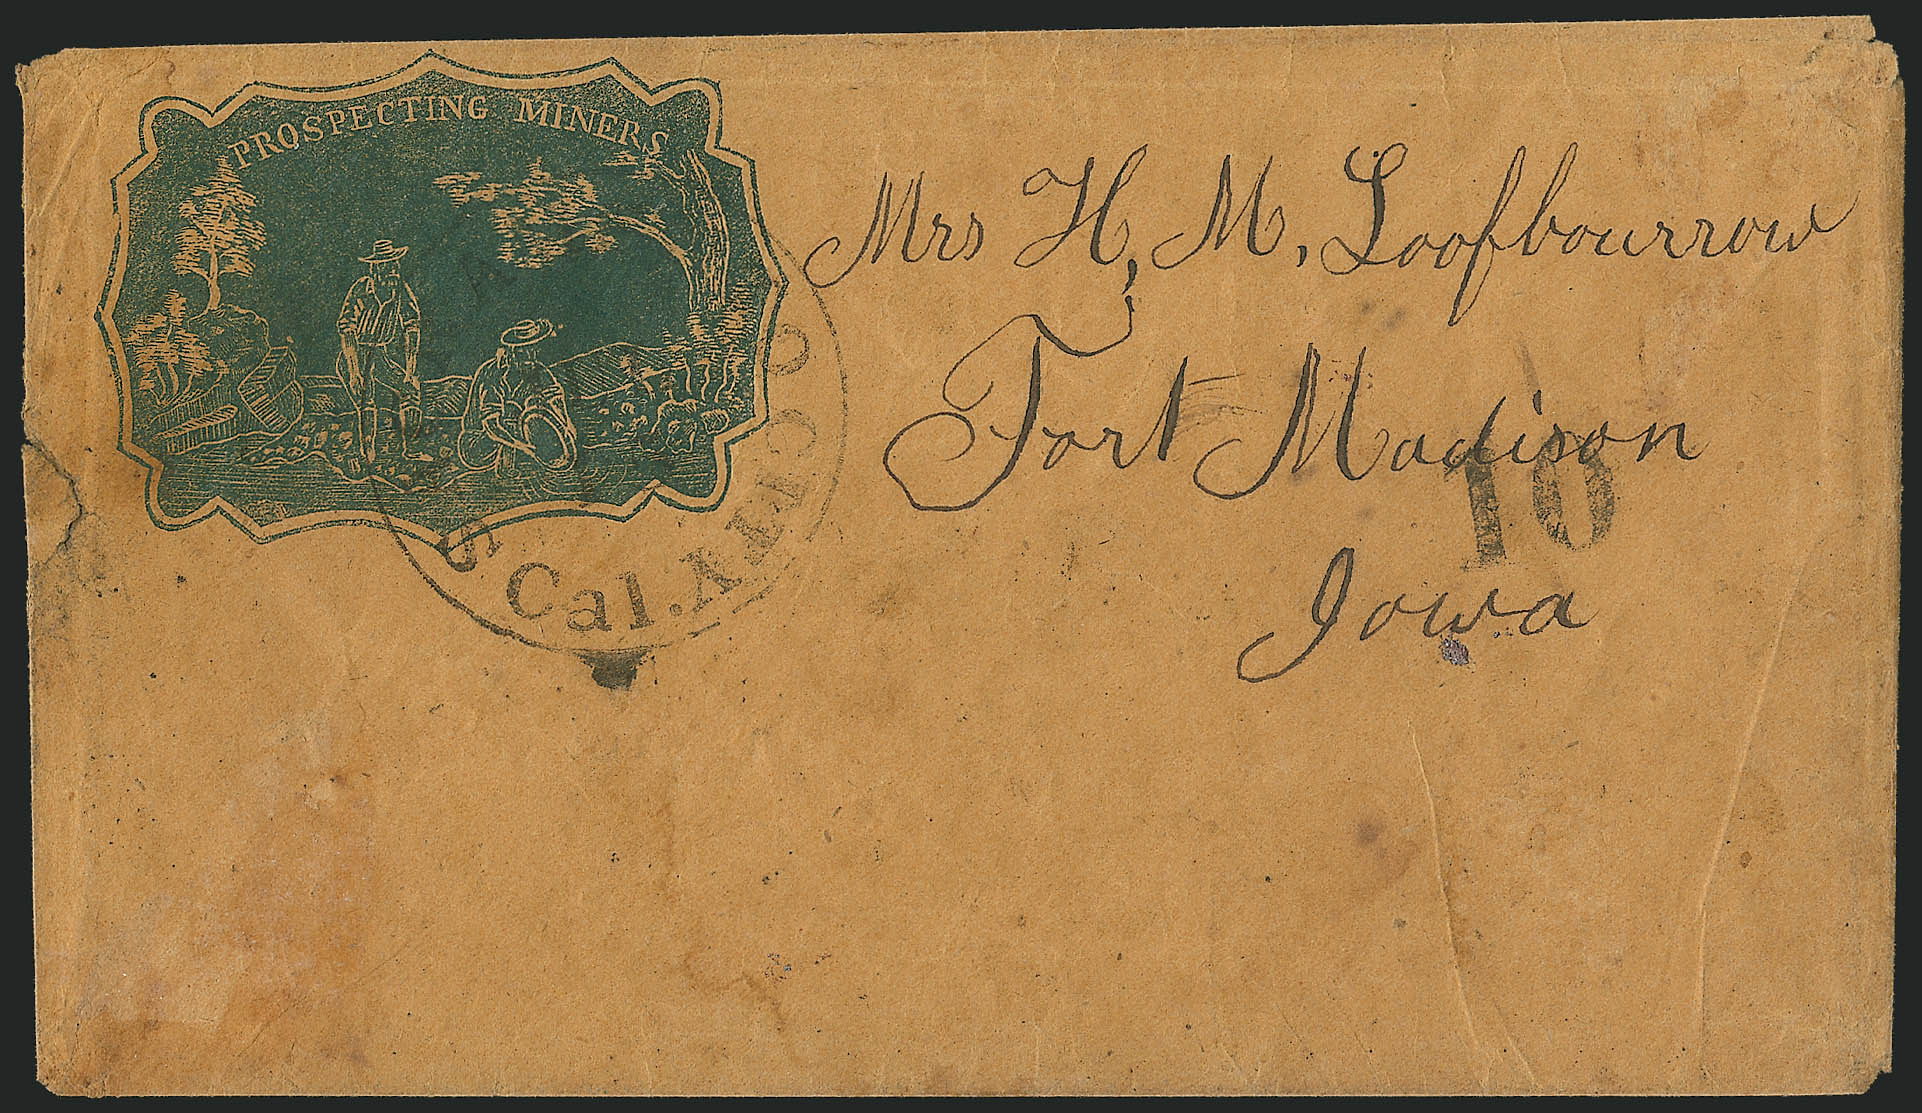 PROSPECTING MINERS
Mrs H, M, Loofbourrow
Fort Madison
10
Iowa
Cal.